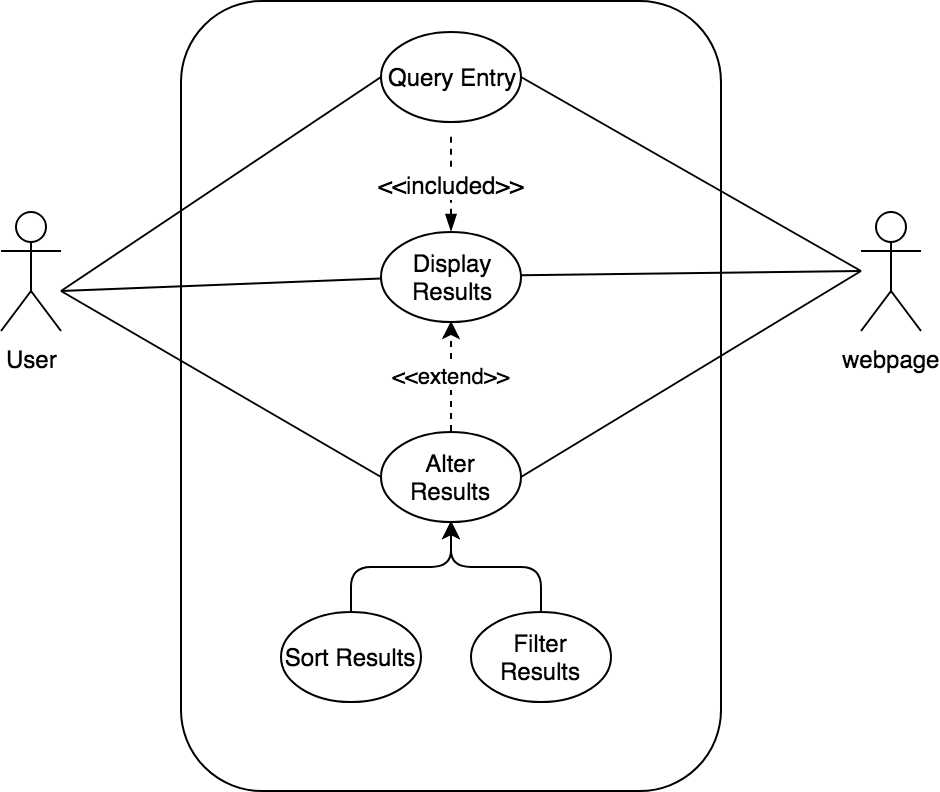 Query Entry
<<included>>
Display
Results
User
webpage
<<extend>>
Alter
Results
Sort Results
Filter
Results